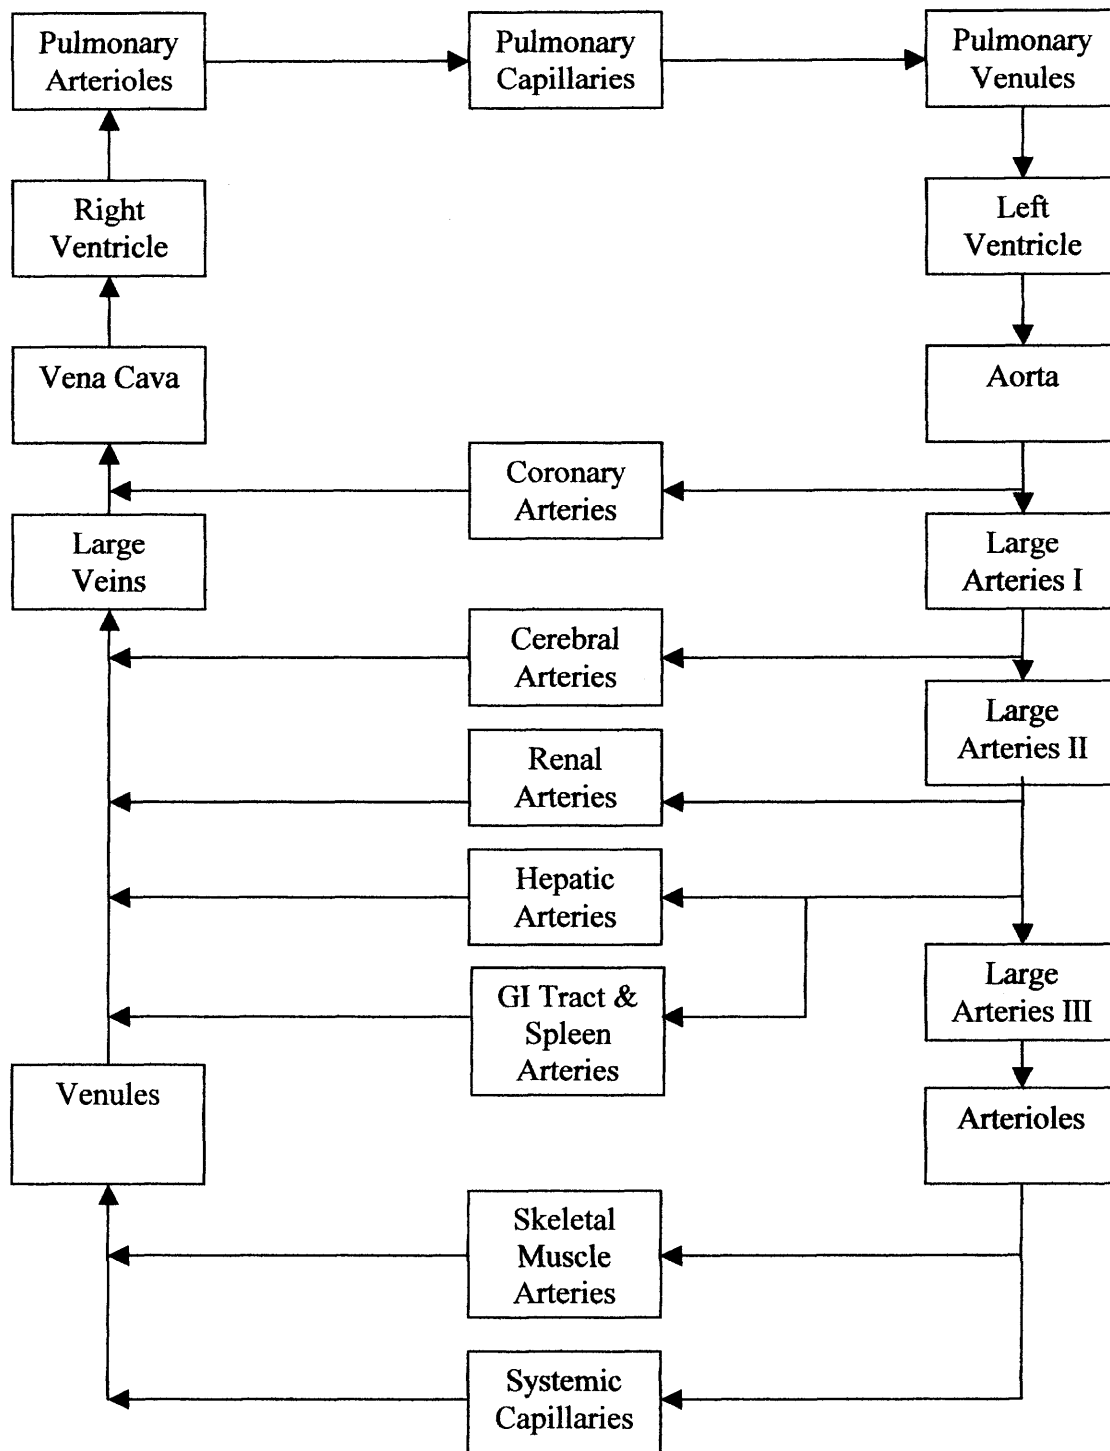 Pulmonary
Arterioles
Pulmonary
Capillaries
Pulmonary
Venules
Right
Ventricle
Left
Ventricle
Vena Cava
Aorta
Coronary
Arteries
Large
Veins
Large
Arteries I
Cerebral
Arteries
Large
Arteries II
Renal
Arteries
Hepatic
Arteries
GI Tract &
Spleen
Arteries
Large
Arteries III
Venules
Arterioles
Skeletal
Muscle
Arteries
Systemic
Capillaries